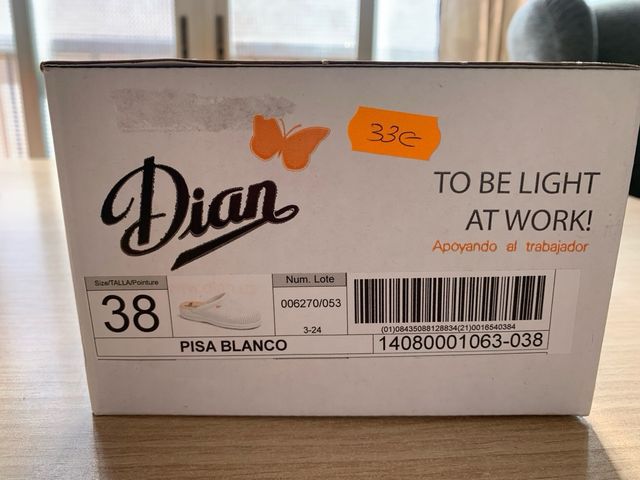 33€
Dian
TO BE LIGHT
AT WORK!
Apoyando al trabajador
Size/TALLA/Pointure
38
Num. Lote
006270/053
3-24
(01)08435088128834(21)0016540384
PISA BLANCO
14080001063-038